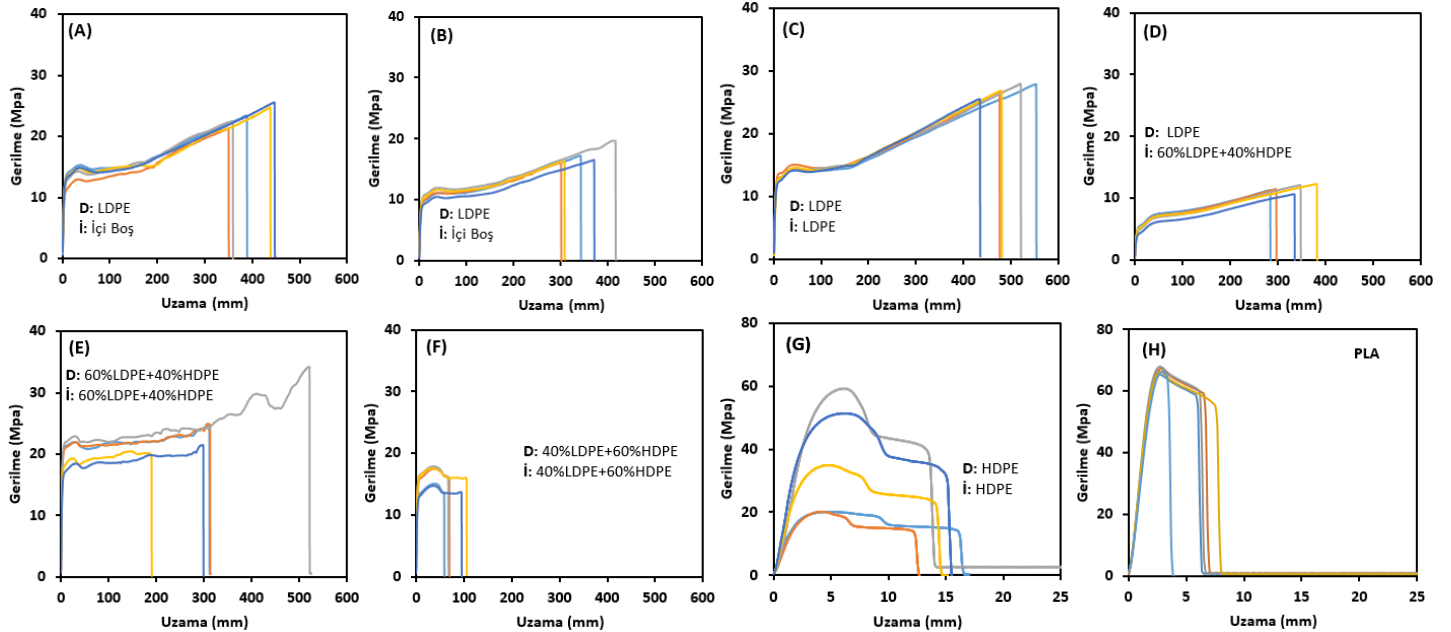 (A)
40
30
20
10
0
Gerilme (Mpa)
D: LDPE
İ: İçi Boş
0 100 200 300 400 500 600
Uzama (mm)
(B)
40
30
20
10
0
Gerilme (Mpa)
D: LDPE
İ: İçi Boş
0 100 200 300 400 500 600
Uzama (mm)
(C)
40
30
20
10
0
Gerilme (Mpa)
D: LDPE
İ: LDPE
0 100 200 300 400 500 600
Uzama (mm)
(D)
40
30
20
10
0
Gerilme (Mpa)
D: LDPE
İ: 60%LDPE+40%HDPE
0 100 200 300 400 500 600
Uzama (mm)
(E)
40
30
20
10
0
Gerilme (Mpa)
D: 60%LDPE+40%HDPE
İ: 60%LDPE+40%HDPE
0 100 200 300 400 500 600
Uzama (mm)
(F)
40
30
20
10
0
Gerilme (Mpa)
D: 40%LDPE+60%HDPE
İ: 40%LDPE+60%HDPE
0 100 200 300 400 500 600
Uzama (mm)
(G)
80
60
40
20
0
Gerilme (Mpa)
D: HDPE
İ: HDPE
0 5 10 15 20 25
Uzama (mm)
(H)
PLA
80
60
40
20
0
Gerilme (Mpa)
0 5 10 15 20 25
Uzama (mm)